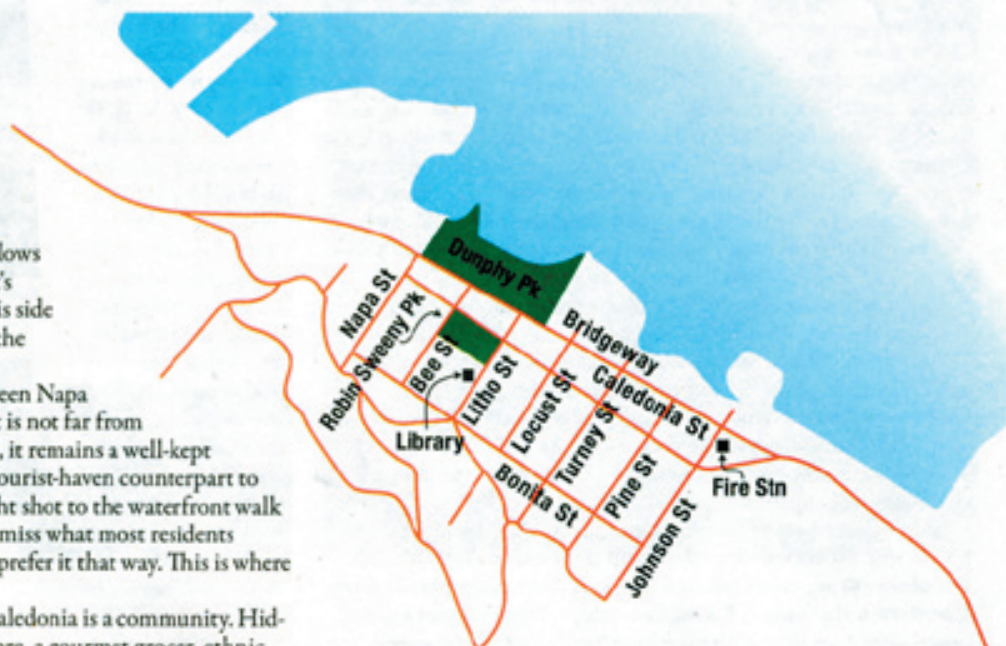 lows
's
is side
the
een Napa
t is not far from
, it remains a well-kept
ourist-haven counterpart to
ht shot to the waterfront walk
miss what most residents
prefer it that way. This is where
aledonia is a community. Hid-
Dunphy Pk
Napa St
Robin Sweeny Pk
Bee St
Library
Litho St
Bridgeway
Caledonia St
Locust St
Turney St
Bonita St
Pine St
Johnson St
Fire Stn